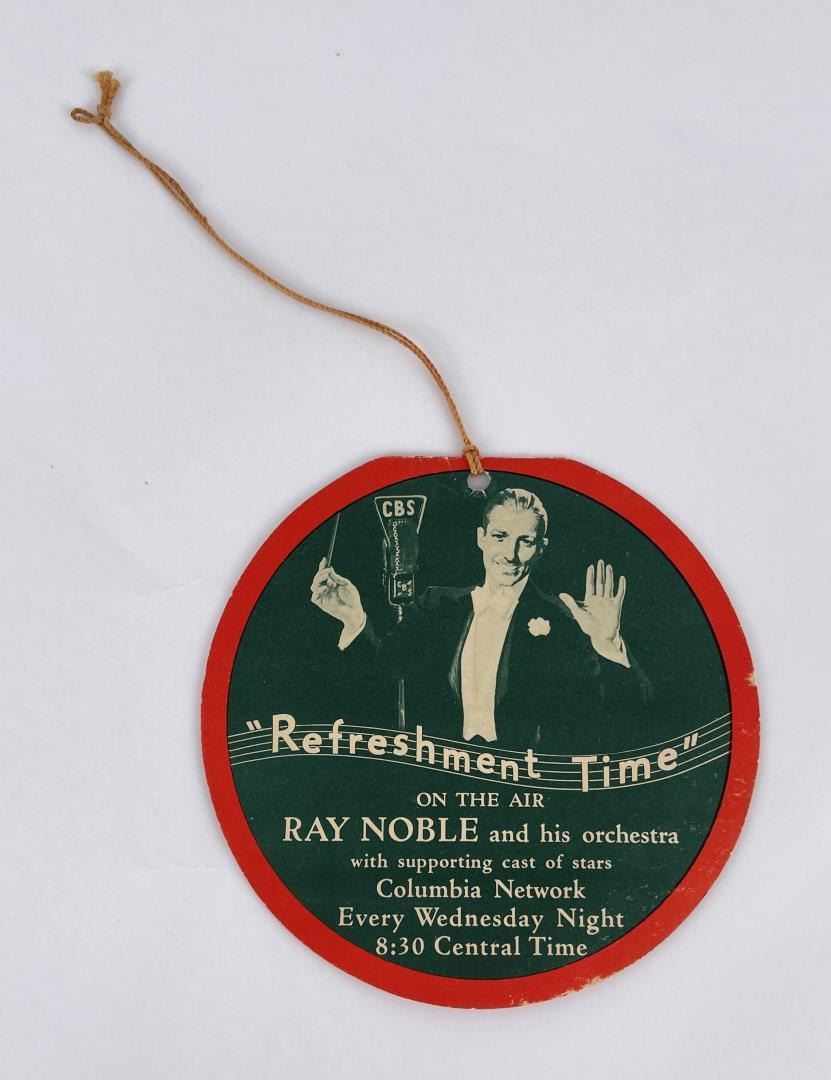 CBS
"Refreshment Time"
ON THE AIR
RAY NOBLE and his orchestra
with supporting cast of stars
Columbia Network
Every Wednesday Night
8:30 Central Time